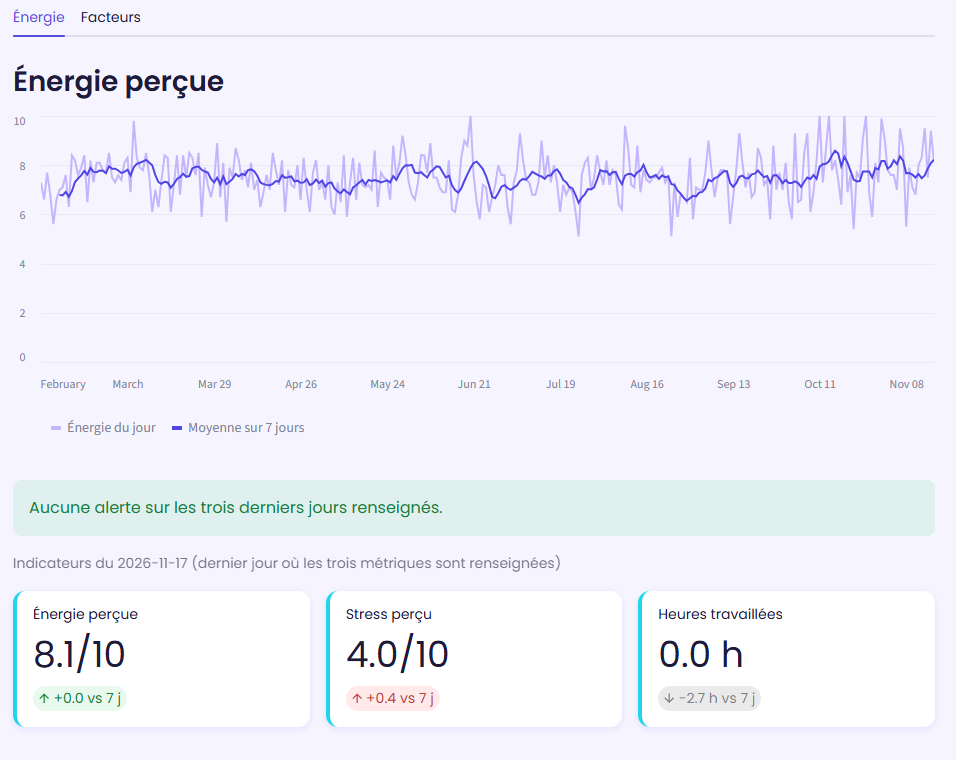 Énergie Facteurs
Énergie perçue
10
8
6
4
2
0
February March Mar 29 Apr 26 May 24 Jun 21 Jul 19 Aug 16 Sep 13 Oct 11 Nov 08
Énergie du jour Moyenne sur 7 jours
Aucune alerte sur les trois derniers jours renseignés.
Indicateurs du 2026-11-17 (dernier jour où les trois métriques sont renseignées)
Énergie perçue Stress perçu Heures travaillées
8.1/10 4.0/10 0.0 h
↑ +0.0 vs 7 j ↑ +0.4 vs 7 j ↓ -2.7 h vs 7 j